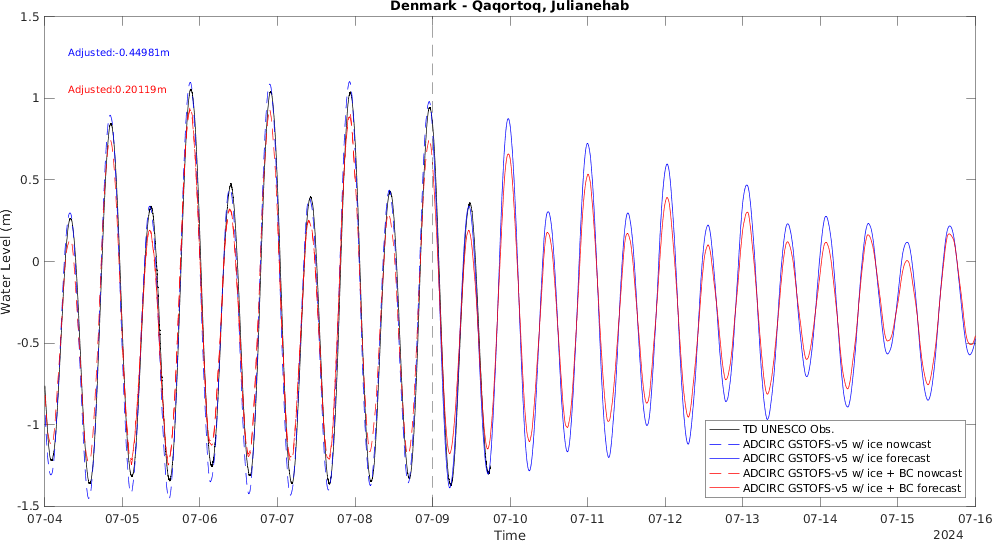 Denmark - Qaqortoq, Julianehab
Adjusted:-0.44981m
Adjusted:0.20119m
Water Level (m)
1.5
1
0.5
0
-0.5
-1
-1.5
TD UNESCO Obs.
ADCIRC GSTOFS-v5 w/ ice nowcast
ADCIRC GSTOFS-v5 w/ ice forecast
ADCIRC GSTOFS-v5 w/ ice + BC nowcast
ADCIRC GSTOFS-v5 w/ ice + BC forecast
07-04 07-05 07-06 07-07 07-08 07-09 07-10 07-11 07-12 07-13 07-14 07-15 07-16
Time
2024